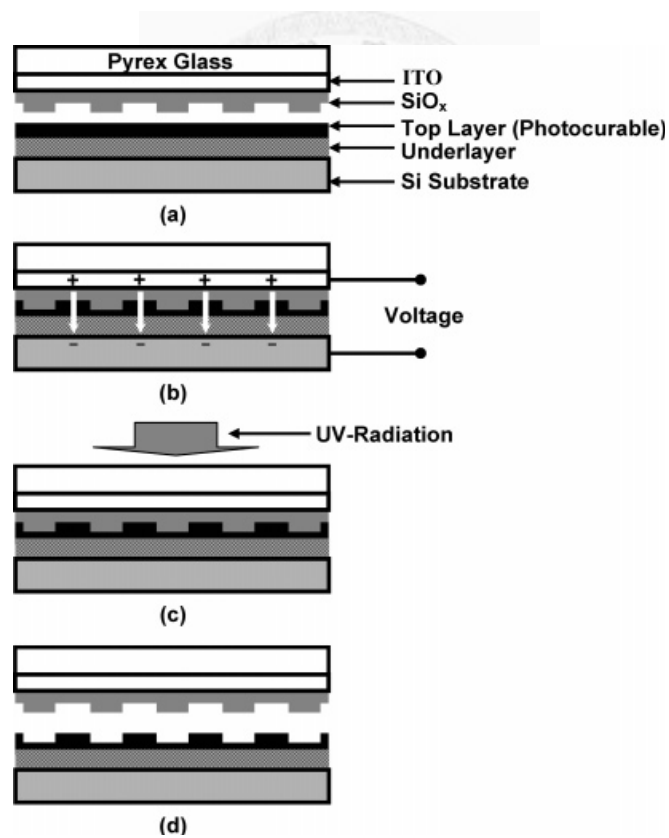 Pyrex Glass
ITO
SiOx
Top Layer (Photocurable)
Underlayer
Si Substrate
(a)
+ + + +
Voltage
- - - -
(b)
UV-Radiation
(c)
(d)